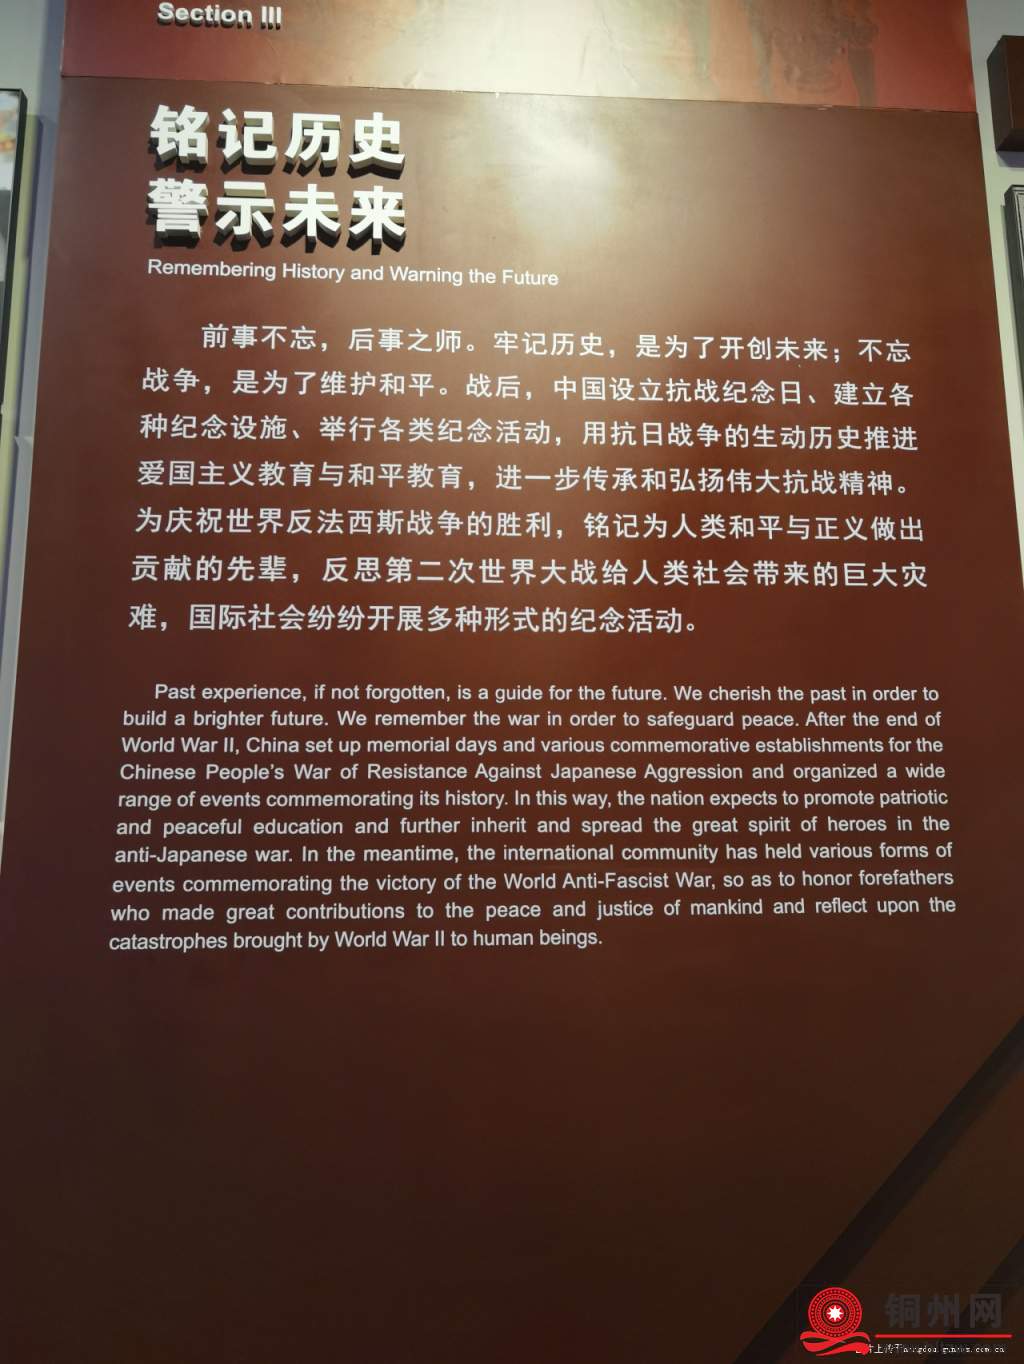 Section III
铭记历史
警示未来
Remembering History and Warning the Future
前事不忘，后事之师。牢记历史，是为了开创未来；不忘
战争，是为了维护和平。战后，中国设立抗战纪念日、建立各
种纪念设施、举行各类纪念活动，用抗日战争的生动历史推进
爱国主义教育与和平教育，进一步传承和弘扬伟大抗战精神。
为庆祝世界反法西斯战争的胜利，铭记为人类和平与正义做出
贡献的先辈，反思第二次世界大战给人类社会带来的巨大灾
难，国际社会纷纷开展多种形式的纪念活动。
Past experience, if not forgotten, is a guide for the future. We cherish the past in order to
build a brighter future. We remember the war in order to safeguard peace. After the end of
World War II, China set up memorial days and various commemorative establishments for the
Chinese People's War of Resistance Against Japanese Aggression and organized a wide
range of events commemorating its history. In this way, the nation expects to promote patriotic
and peaceful education and further inherit and spread the great spirit of heroes in the
anti-Japanese war. In the meantime, the international community has held various forms of
events commemorating the victory of the World Anti-Fascist War, so as to honor forefathers
who made great contributions to the peace and justice of mankind and reflect upon the
catastrophes brought by World War II to human beings.
铜州网